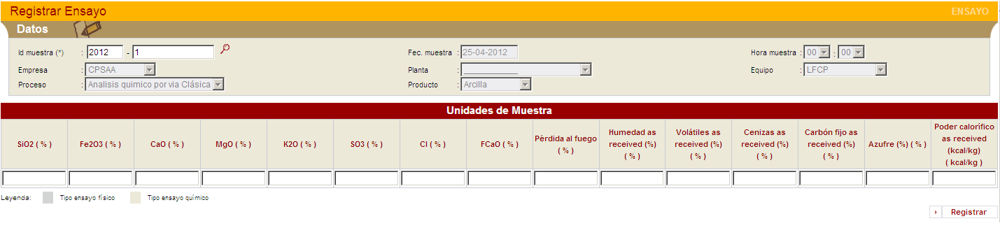 Registrar Ensayo
ENSAYO
Datos
Id muestra (*) : 2012 - 1
Fec. muestra : 25-04-2012
Hora muestra : 00 : 00
Empresa : CPSAA
Planta : ____________
Equipo : LFCP
Proceso : Analisis quimico por via Clásica
Producto : Arcilla
Unidades de Muestra
SiO2 ( % )
Fe2O3 ( % )
CaO ( % )
MgO ( % )
K2O ( % )
SO3 ( % )
Cl ( % )
FCaO ( % )
Pérdida al fuego
( % )
Humedad as
received (%)
( % )
Volátiles as
received (%)
( % )
Cenizas as
received (%)
( % )
Carbón fijo as
received (%)
( % )
Azufre (%) ( % )
Poder calorífico
as received
(kcal/kg)
( kcal/kg )
Leyenda:
Tipo ensayo físico
Tipo ensayo químico
Registrar